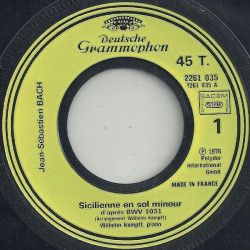 Deutsche
Grammophon
45 T.
2261 035
2261 035 A
SACEM
1
Jean-Sébastien BACH
℗ 1976
Polydor
International
GmbH
MADE IN FRANCE
Sicilienne en sol mineur
d'après BWV 1031
(Arrangement Wilhelm Kempff)
Wilhelm Kempff, piano